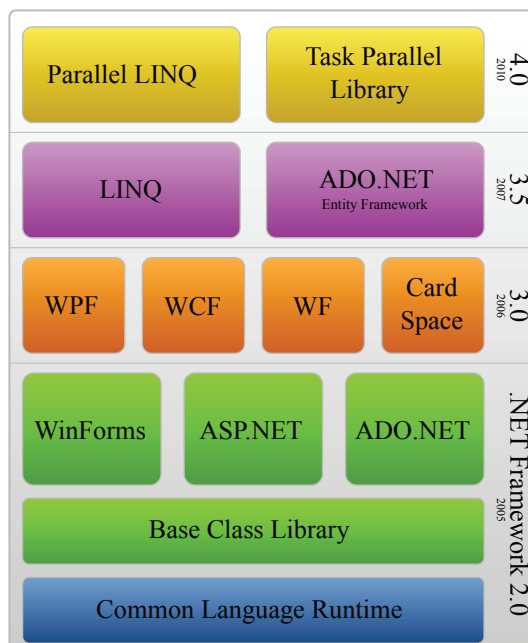 Parallel LINQ
Task Parallel
Library
4.0
2010
LINQ
ADO.NET
Entity Framework
3.5
2007
WPF
WCF
WF
Card
Space
3.0
2006
WinForms
ASP.NET
ADO.NET
Base Class Library
Common Language Runtime
.NET Framework 2.0
2005